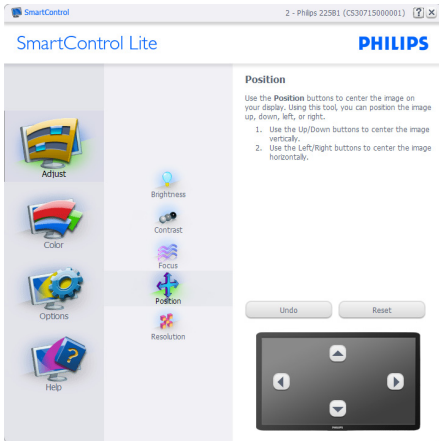 SmartControl
2 - Philips 225B1 (CS30715000001)
?
SmartControl Lite
PHILIPS
Adjust
Color
Options
Help
?
Brightness
Contrast
Focus
Position
Resolution
Position
Use the Position buttons to center the image on
your display. Using this tool, you can position the image
up, down, left, or right.
1. Use the Up/Down buttons to center the image
vertically.
2. Use the Left/Right buttons to center the image
horizontally.
Undo
Reset
PHILIPS